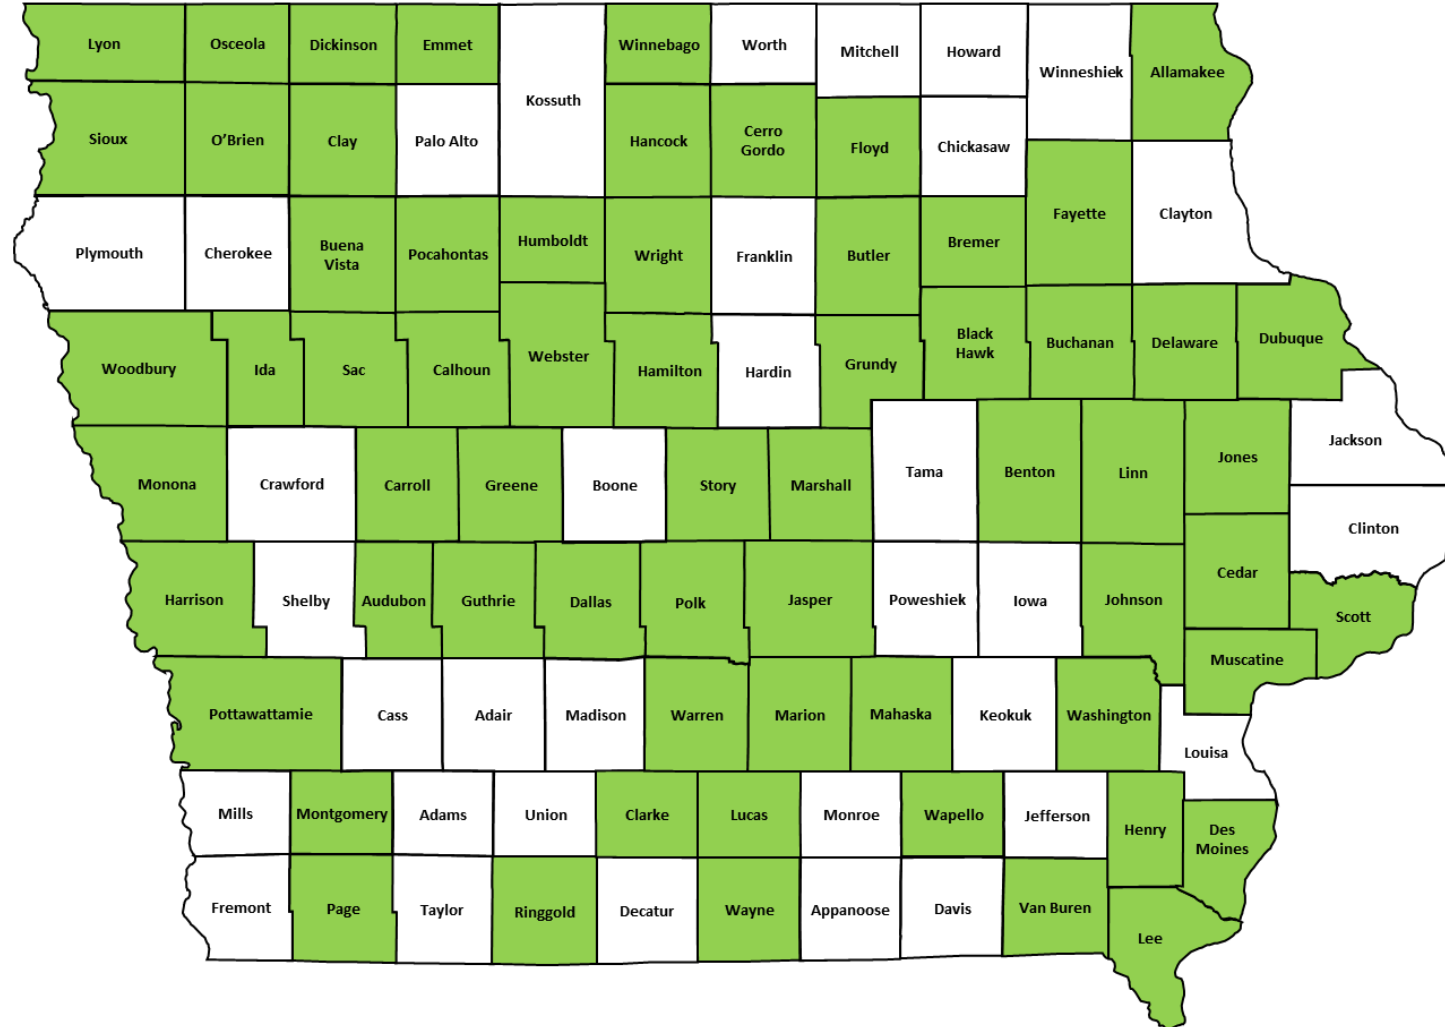 Lyon
Osceola
Dickinson
Emmet
Kossuth
Winnebago
Worth
Mitchell
Howard
Winneshiek
Allamakee
Sioux
O’Brien
Clay
Palo Alto
Hancock
Cerro
Gordo
Floyd
Chickasaw
Fayette
Clayton
Plymouth
Cherokee
Buena
Vista
Pocahontas
Humboldt
Wright
Franklin
Butler
Bremer
Woodbury
Ida
Sac
Calhoun
Webster
Hamilton
Hardin
Grundy
Black
Hawk
Buchanan
Delaware
Dubuque
Monona
Crawford
Carroll
Greene
Boone
Story
Marshall
Tama
Benton
Linn
Jones
Jackson
Clinton
Harrison
Shelby
Audubon
Guthrie
Dallas
Polk
Jasper
Poweshiek
Iowa
Johnson
Cedar
Scott
Muscatine
Pottawattamie
Cass
Adair
Madison
Warren
Marion
Mahaska
Keokuk
Washington
Louisa
Mills
Montgomery
Adams
Union
Clarke
Lucas
Monroe
Wapello
Jefferson
Henry
Des
Moines
Fremont
Page
Taylor
Ringgold
Decatur
Wayne
Appanoose
Davis
Van Buren
Lee